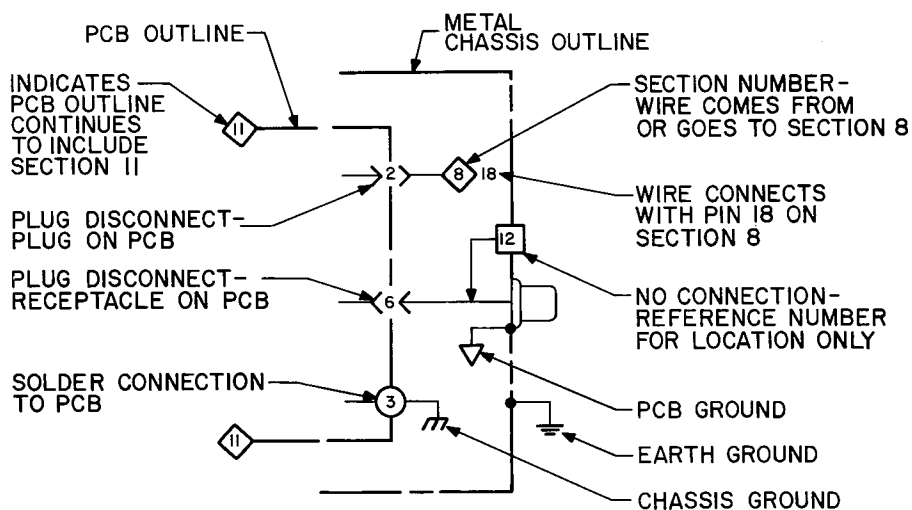 PCB OUTLINE
METAL
CHASSIS OUTLINE
INDICATES
PCB OUTLINE
CONTINUES
TO INCLUDE
SECTION 11
11
SECTION NUMBER-
WIRE COMES FROM
OR GOES TO SECTION 8
2
8
18
PLUG DISCONNECT-
PLUG ON PCB
WIRE CONNECTS
WITH PIN 18 ON
SECTION 8
12
PLUG DISCONNECT-
RECEPTACLE ON PCB
6
NO CONNECTION-
REFERENCE NUMBER
FOR LOCATION ONLY
SOLDER CONNECTION
TO PCB
3
PCB GROUND
11
EARTH GROUND
CHASSIS GROUND